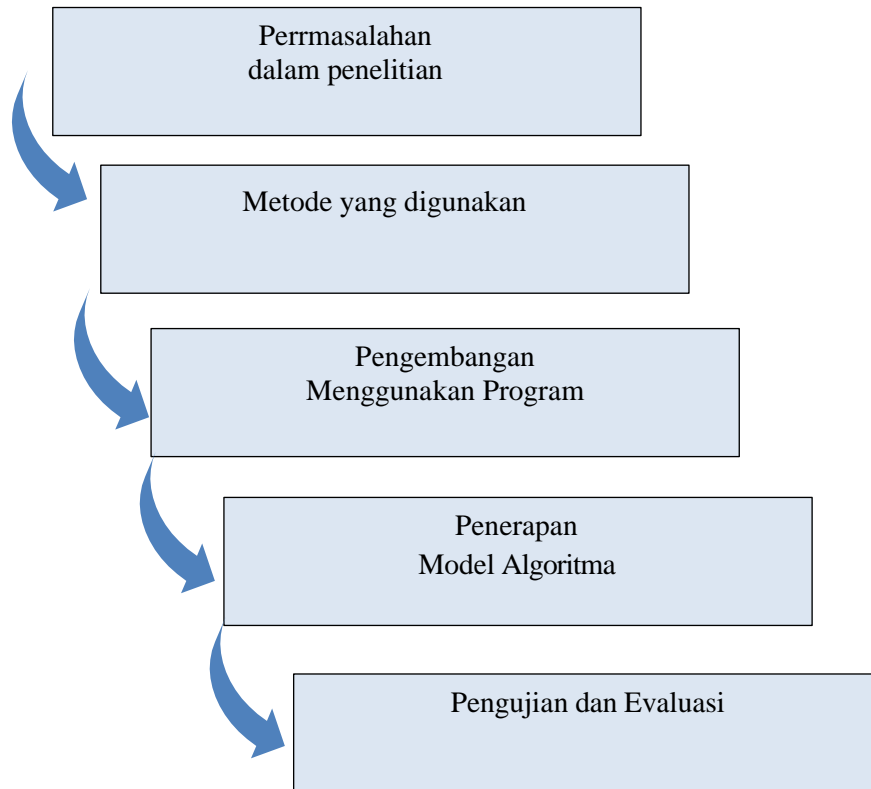 Perrmasalahan
dalam penelitian
Metode yang digunakan
Pengembangan
Menggunakan Program
Penerapan
Model Algoritma
Pengujian dan Evaluasi